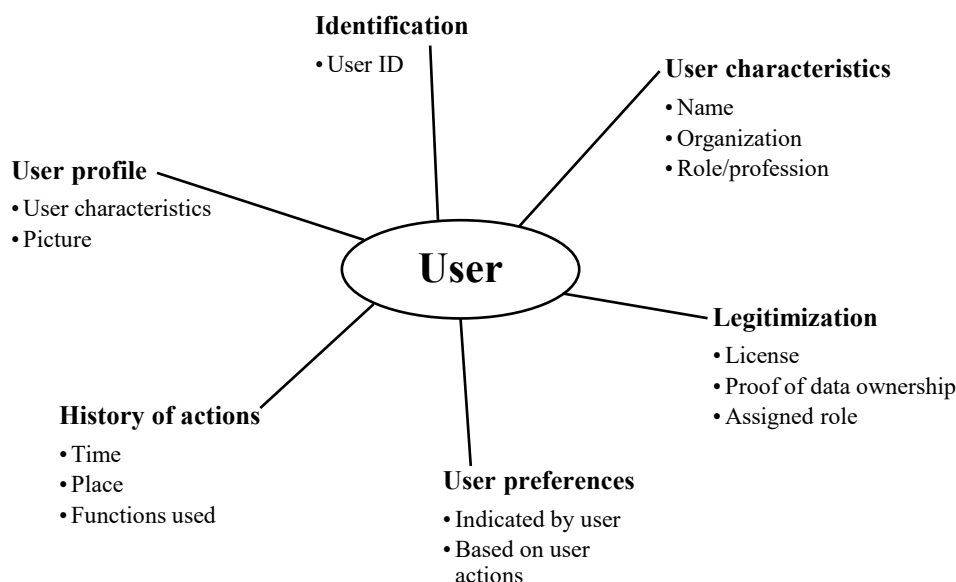 Identification
• User ID
User characteristics
• Name
• Organization
• Role/profession
User profile
• User characteristics
• Picture
User
Legitimization
• License
• Proof of data ownership
• Assigned role
History of actions
• Time
• Place
• Functions used
User preferences
• Indicated by user
• Based on user
actions